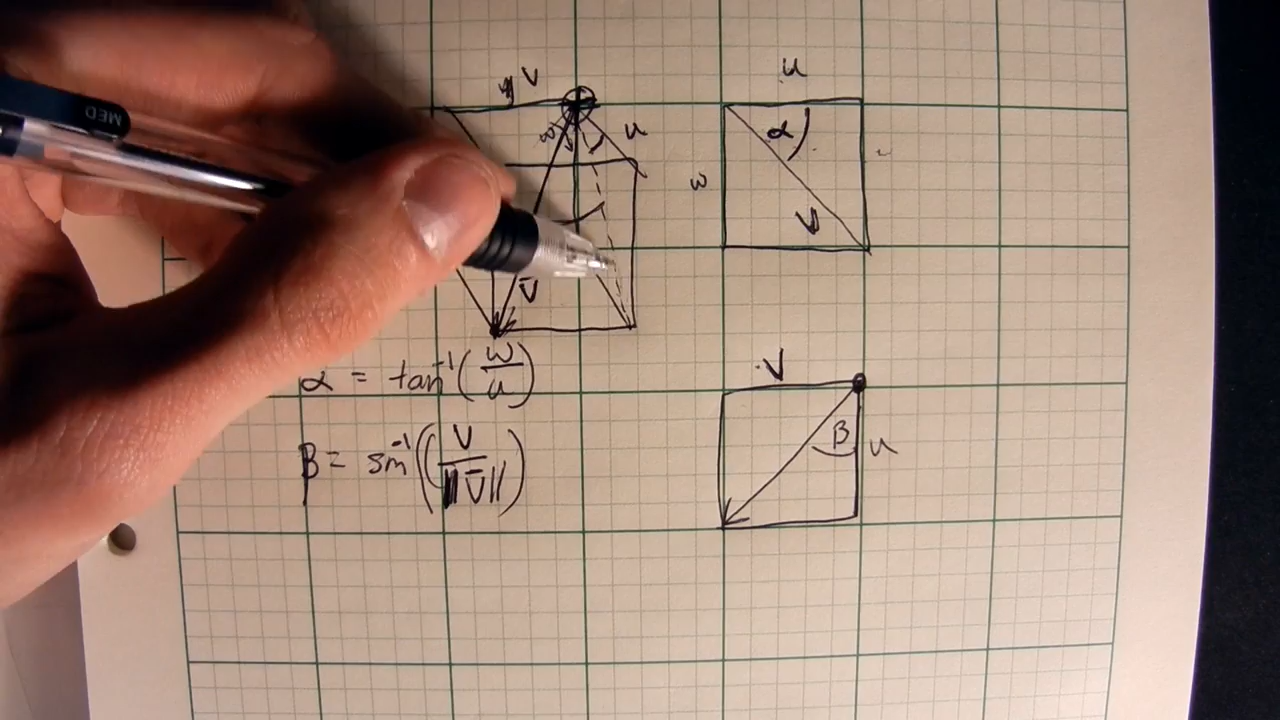 MED
V
u
V̄
u
α
w
V
α = tan⁻¹(w/u)
β = sin⁻¹(V/||V̄||)
V
β
u